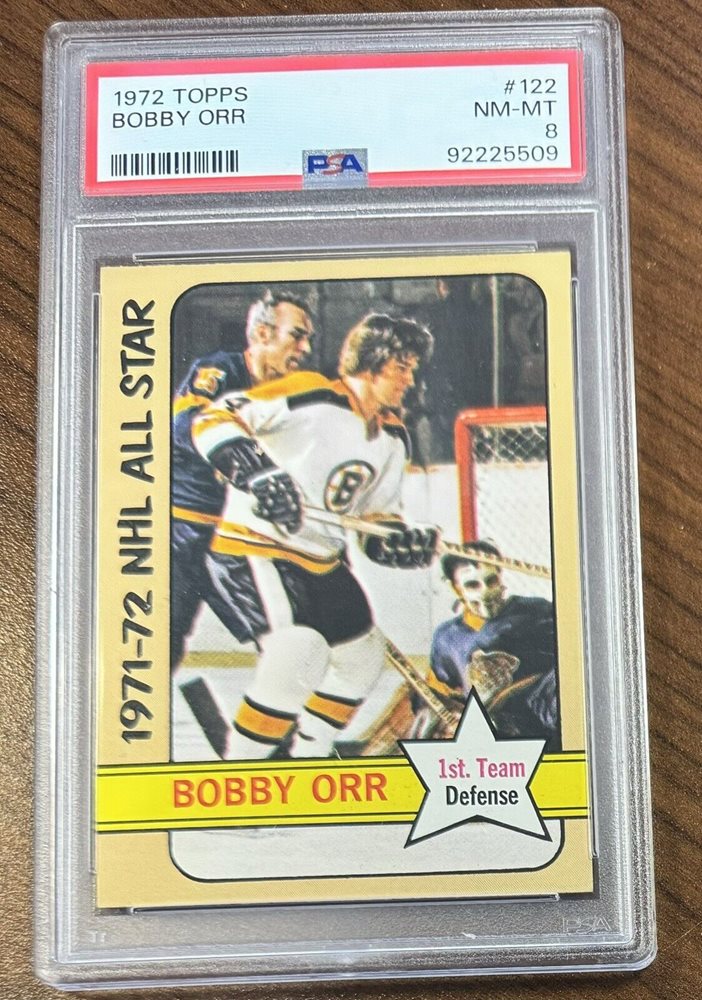 1972 TOPPS
#122
BOBBY ORR
NM-MT
8
PSA
92225509
1971-72 NHL ALL STAR
B
BOBBY ORR
1st. Team
Defense
PSA